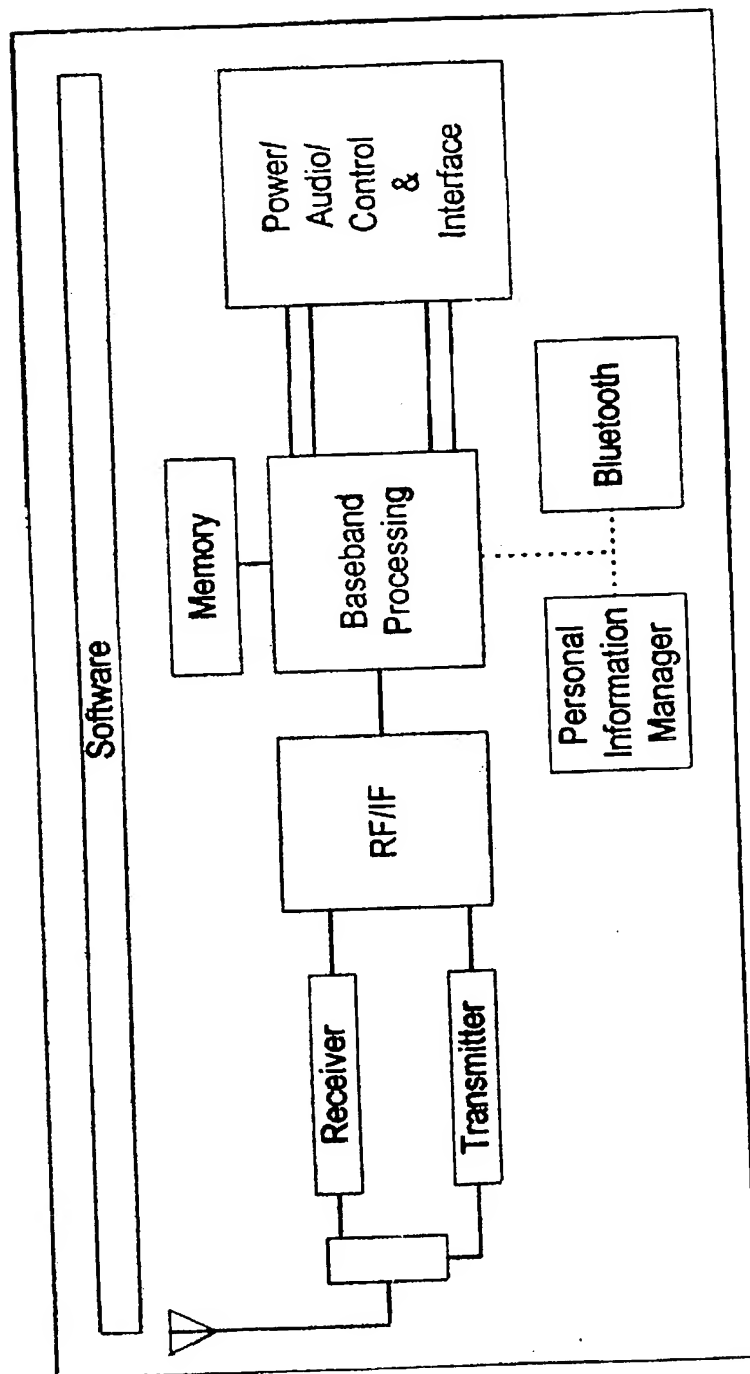 Software
Memory
Power/
Audio/
Control
&
Interface
Receiver
RF/IF
Baseband
Processing
Transmitter
Personal
Information
Manager
Bluetooth